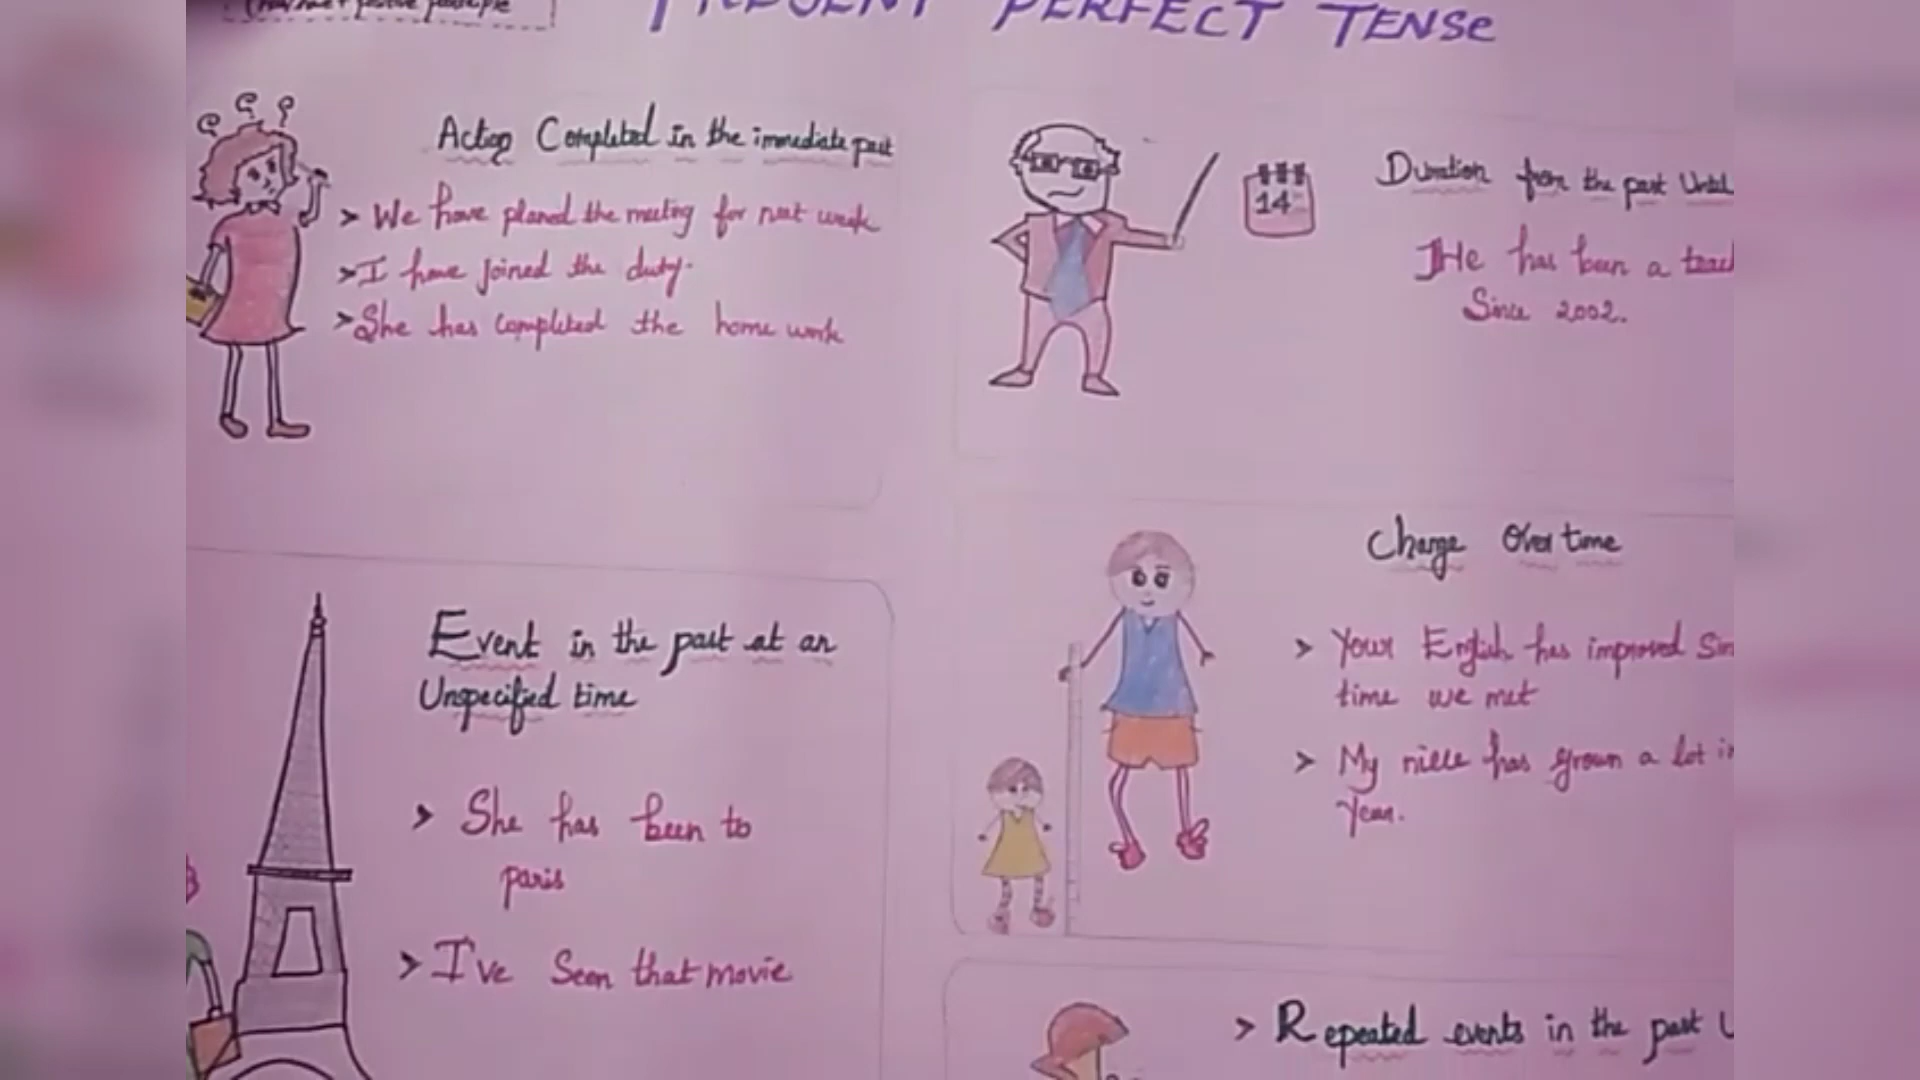 PRESENT PERFECT TENSE
Action Completed in the immediate past
> We have planed the meeting for next week
> I have joined the duty.
> She has completed the home work
14
Duration from the past Until
He has been a
Since 2002.
Event in the past at an
Unspecified time
> She has been to
paris
> I've Seen that movie
Change Over time
> Your English has improved
time we met
> My niece has grown a lot
Year.
> Repeated events in the past